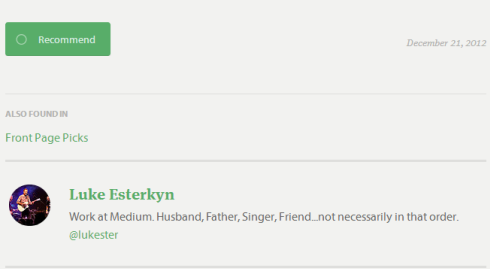 Recommend
December 21, 2012
ALSO FOUND IN
Front Page Picks
Luke Esterkyn
Work at Medium. Husband, Father, Singer, Friend...not necessarily in that order.
@lukester